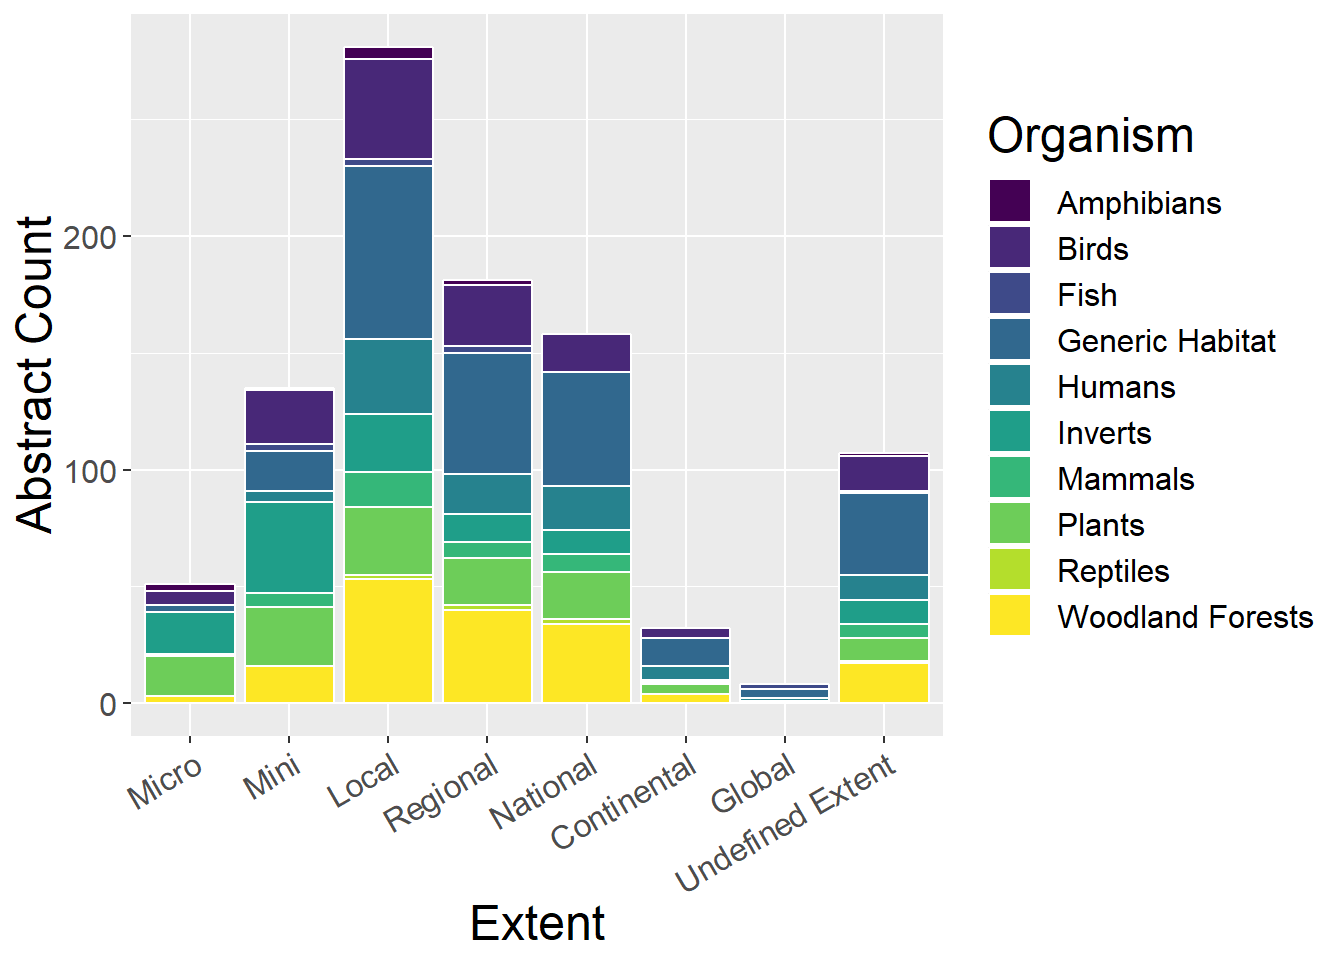 Abstract Count
200
100
0
Micro
Mini
Local
Regional
National
Continental
Global
Undefined Extent
Extent
Organism
Amphibians
Birds
Fish
Generic Habitat
Humans
Inverts
Mammals
Plants
Reptiles
Woodland Forests